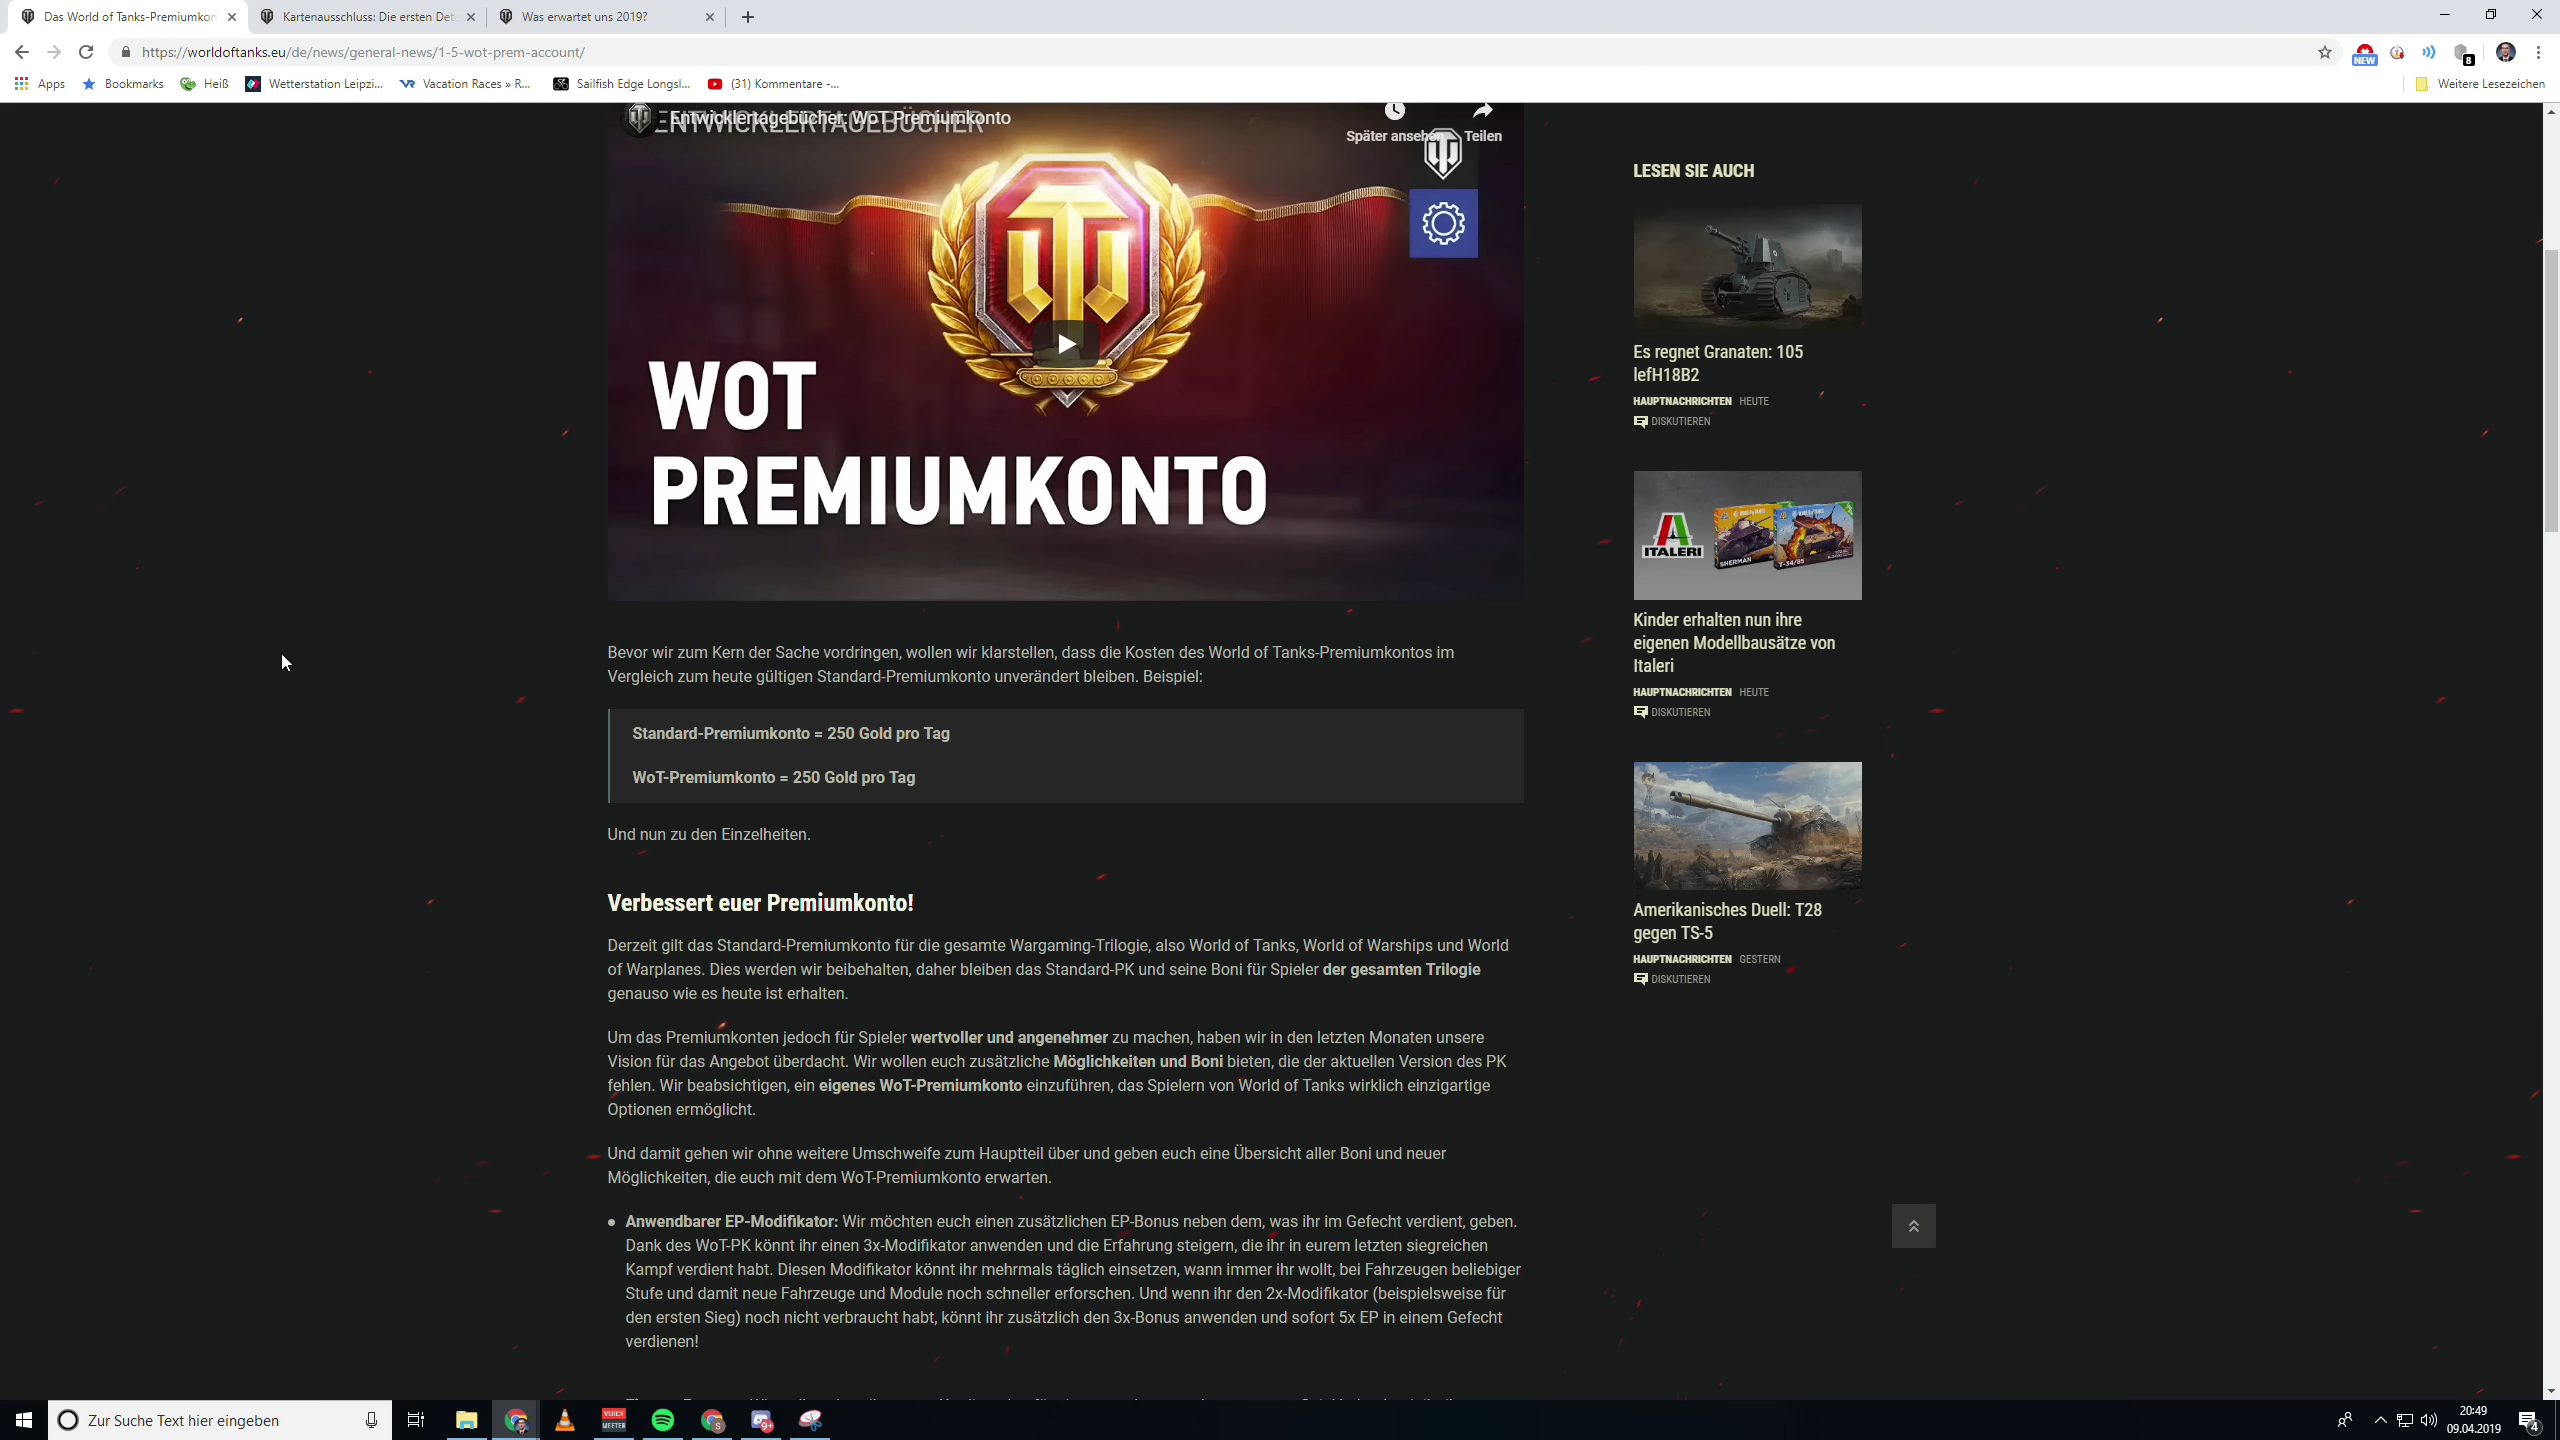 Das World of Tanks-Premiumkon
Kartenausschluss: Die ersten Det
Was erwartet uns 2019?
https://worldoftanks.eu/de/news/general-news/1-5-wot-prem-account/
NEW
8
Apps
Bookmarks
Heiß
Wetterstation Leipzi...
Vacation Races » R...
Sailfish Edge Longsl...
(31) Kommentare -...
Weitere Lesezeichen
ENTWICKLERTAGEBÜCHER
Entwicklertagebücher: WoT Premiumkonto
Später ansehen
Teilen
WOT
PREMIUMKONTO
Bevor wir zum Kern der Sache vordringen, wollen wir klarstellen, dass die Kosten des World of Tanks-Premiumkontos im
Vergleich zum heute gültigen Standard-Premiumkonto unverändert bleiben. Beispiel:
Standard-Premiumkonto = 250 Gold pro Tag
WoT-Premiumkonto = 250 Gold pro Tag
Und nun zu den Einzelheiten.
Verbessert euer Premiumkonto!
Derzeit gilt das Standard-Premiumkonto für die gesamte Wargaming-Trilogie, also World of Tanks, World of Warships und World
of Warplanes. Dies werden wir beibehalten, daher bleiben das Standard-PK und seine Boni für Spieler der gesamten Trilogie
genauso wie es heute ist erhalten.
Um das Premiumkonten jedoch für Spieler wertvoller und angenehmer zu machen, haben wir in den letzten Monaten unsere
Vision für das Angebot überdacht. Wir wollen euch zusätzliche Möglichkeiten und Boni bieten, die der aktuellen Version des PK
fehlen. Wir beabsichtigen, ein eigenes WoT-Premiumkonto einzuführen, das Spielern von World of Tanks wirklich einzigartige
Optionen ermöglicht.
Und damit gehen wir ohne weitere Umschweife zum Hauptteil über und geben euch eine Übersicht aller Boni und neuer
Möglichkeiten, die euch mit dem WoT-Premiumkonto erwarten.
Anwendbarer EP-Modifikator: Wir möchten euch einen zusätzlichen EP-Bonus neben dem, was ihr im Gefecht verdient, geben.
Dank des WoT-PK könnt ihr einen 3x-Modifikator anwenden und die Erfahrung steigern, die ihr in eurem letzten siegreichen
Kampf verdient habt. Diesen Modifikator könnt ihr mehrmals täglich einsetzen, wann immer ihr wollt, bei Fahrzeugen beliebiger
Stufe und damit neue Fahrzeuge und Module noch schneller erforschen. Und wenn ihr den 2x-Modifikator (beispielsweise für
den ersten Sieg) noch nicht verbraucht habt, könnt ihr zusätzlich den 3x-Bonus anwenden und sofort 5x EP in einem Gefecht
verdienen!
LESEN SIE AUCH
Es regnet Granaten: 105
lefH18B2
HAUPTNACHRICHTEN HEUTE
DISKUTIEREN
ITALERI
SHERMAN
T-34/85
Kinder erhalten nun ihre
eigenen Modellbausätze von
Italeri
HAUPTNACHRICHTEN HEUTE
DISKUTIEREN
Amerikanisches Duell: T28
gegen TS-5
HAUPTNACHRICHTEN GESTERN
DISKUTIEREN
Zur Suche Text hier eingeben
VOICE
MEETER
S
9+
20:49
09.04.2019
4